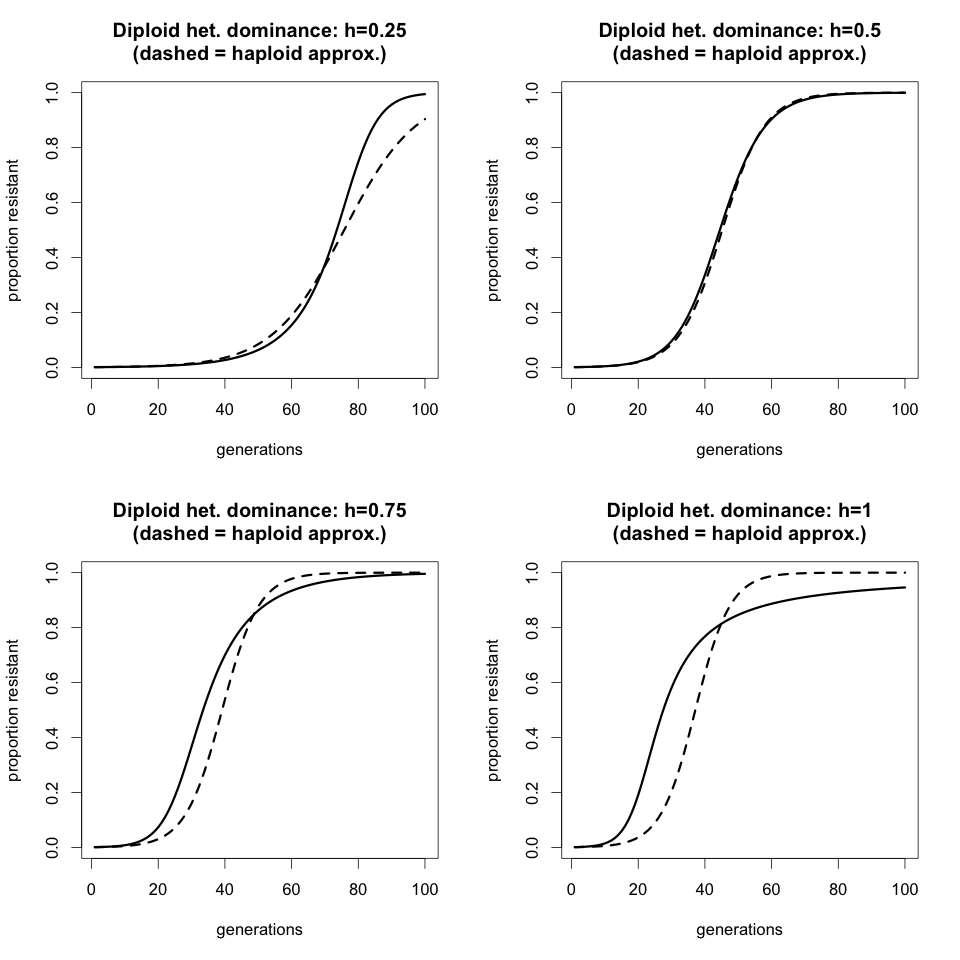 Diploid het. dominance: h=0.25
(dashed = haploid approx.)
proportion resistant
1.0
0.8
0.6
0.4
0.2
0.0
0 20 40 60 80 100
generations
Diploid het. dominance: h=0.5
(dashed = haploid approx.)
proportion resistant
1.0
0.8
0.6
0.4
0.2
0.0
0 20 40 60 80 100
generations
Diploid het. dominance: h=0.75
(dashed = haploid approx.)
proportion resistant
1.0
0.8
0.6
0.4
0.2
0.0
0 20 40 60 80 100
generations
Diploid het. dominance: h=1
(dashed = haploid approx.)
proportion resistant
1.0
0.8
0.6
0.4
0.2
0.0
0 20 40 60 80 100
generations